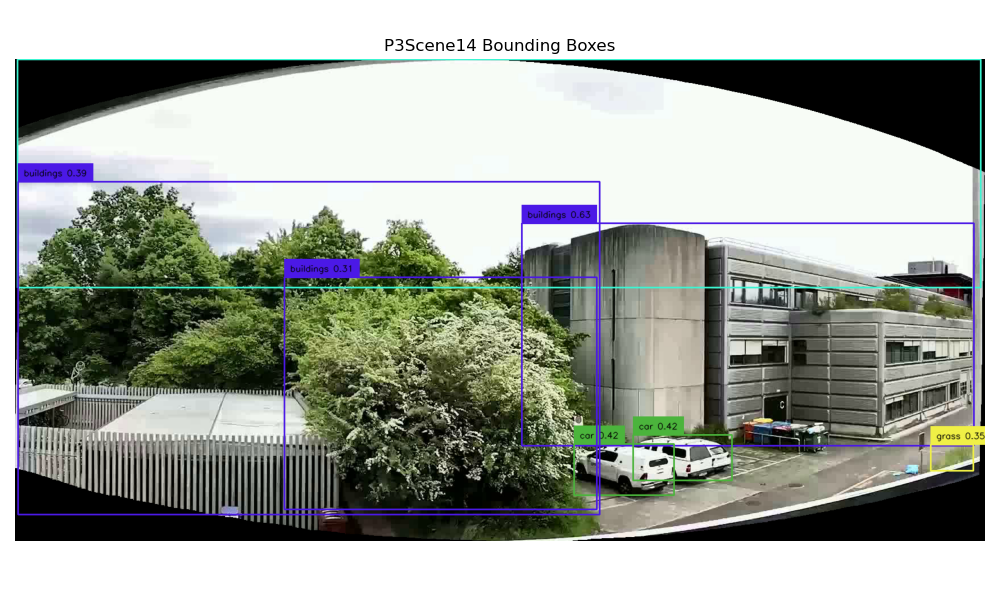 P3Scene14 Bounding Boxes
buildings 0.39
buildings 0.63
buildings 0.31
car 0.42
car 0.42
grass 0.35
C